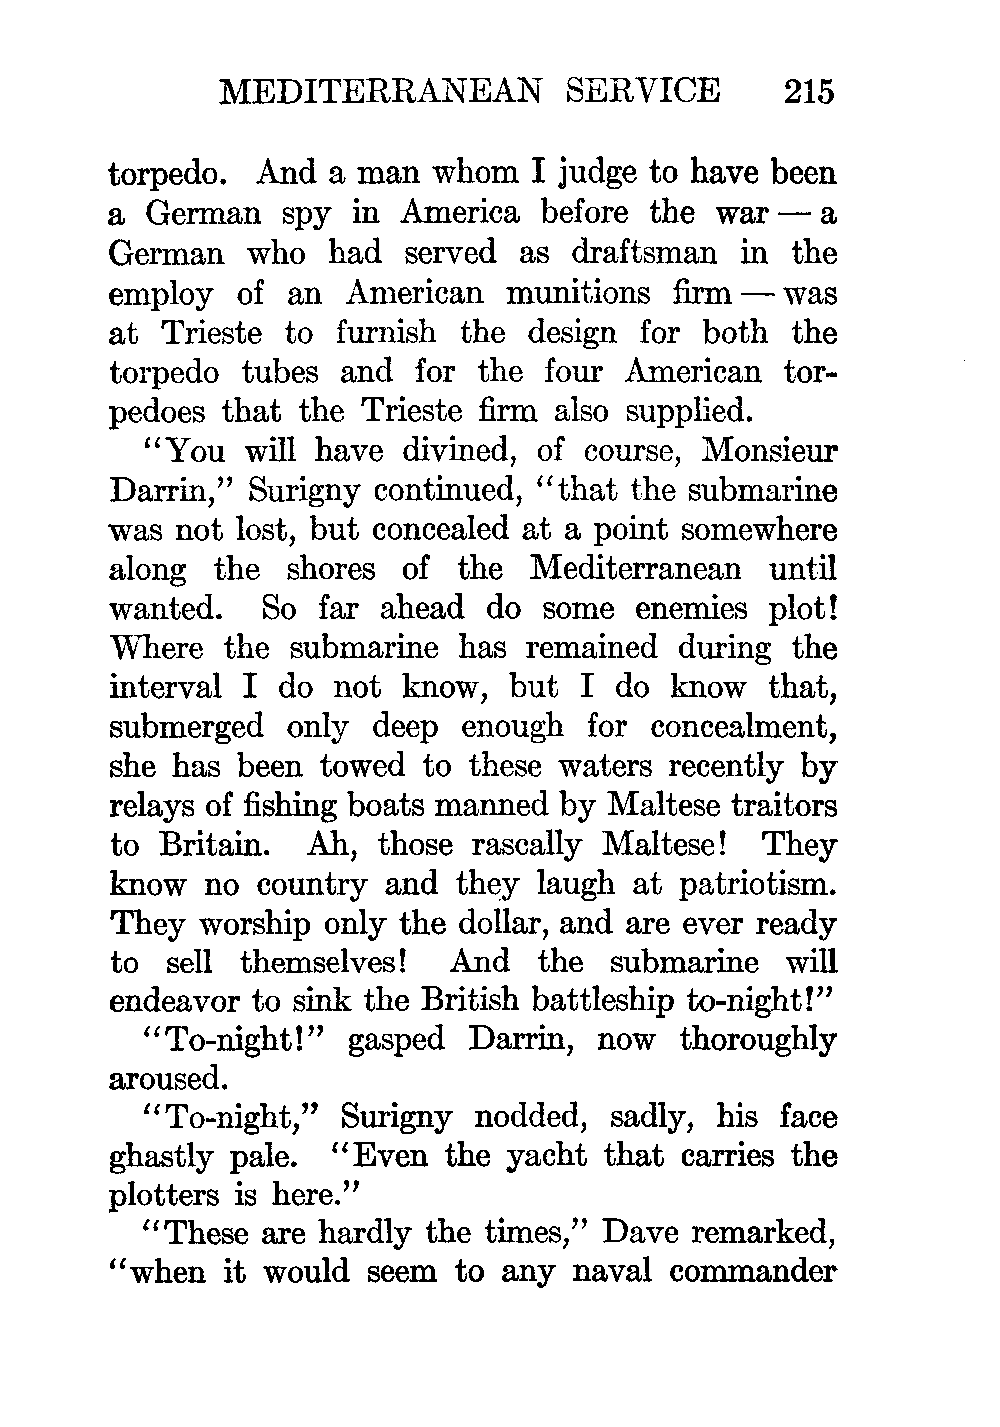 MEDITERRANEAN SERVICE 215
torpedo. And a man whom I judge to have been
a German spy in America before the war — a
German who had served as draftsman in the
employ of an American munitions firm — was
at Trieste to furnish the design for both the
torpedo tubes and for the four American tor-
pedoes that the Trieste firm also supplied.
“You will have divined, of course, Monsieur
Darrin,” Surigny continued, “that the submarine
was not lost, but concealed at a point somewhere
along the shores of the Mediterranean until
wanted. So far ahead do some enemies plot!
Where the submarine has remained during the
interval I do not know, but I do know that,
submerged only deep enough for concealment,
she has been towed to these waters recently by
relays of fishing boats manned by Maltese traitors
to Britain. Ah, those rascally Maltese! They
know no country and they laugh at patriotism.
They worship only the dollar, and are ever ready
to sell themselves! And the submarine will
endeavor to sink the British battleship to-night!”
“To-night!” gasped Darrin, now thoroughly
aroused.
“To-night,” Surigny nodded, sadly, his face
ghastly pale. “Even the yacht that carries the
plotters is here.”
“These are hardly the times,” Dave remarked,
“when it would seem to any naval commander